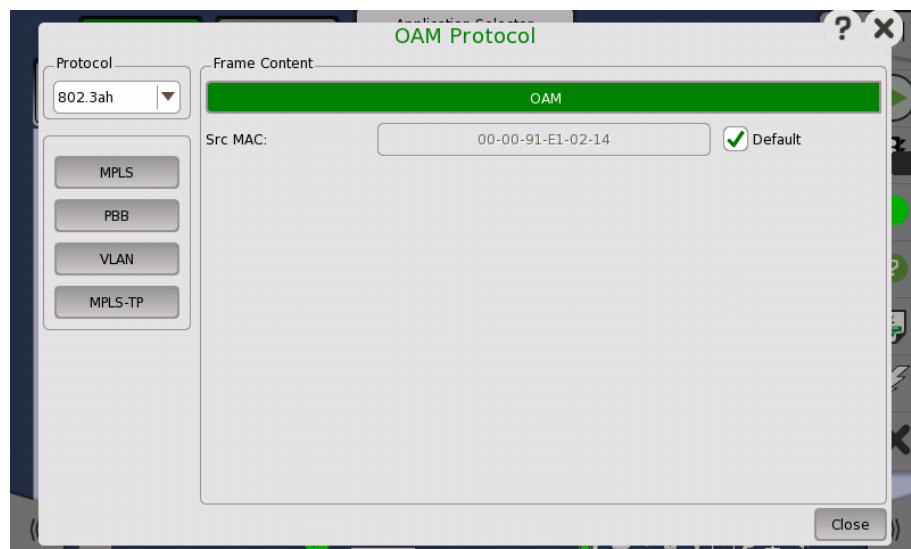 OAM Protocol
?
Protocol
802.3ah
MPLS
PBB
VLAN
MPLS-TP
Frame Content
OAM
Src MAC:
00-00-91-E1-02-14
Default
Close